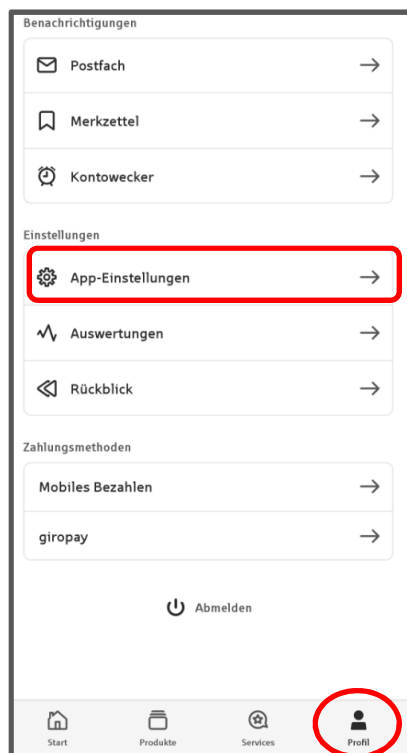 Benachrichtigungen
Postfach
Merkzettel
Kontowecker
Einstellungen
App-Einstellungen
Auswertungen
Rückblick
Zahlungsmethoden
Mobiles Bezahlen
giropay
Abmelden
Start Produkte Services Profil